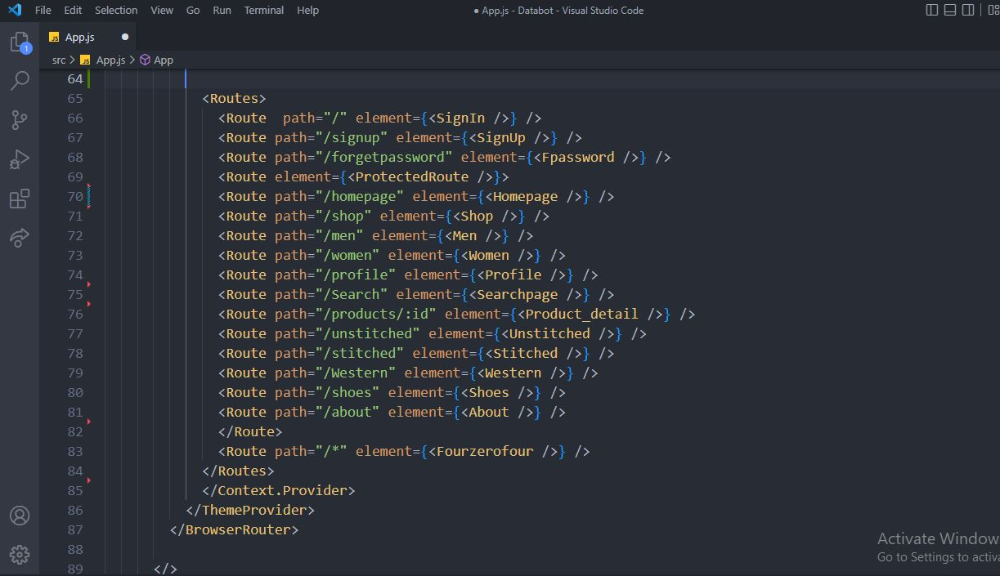 File Edit Selection View Go Run Terminal Help ● App.js - Databot - Visual Studio Code
1
JS App.js ●
src > JS App.js > App
64
65 <Routes>
66 <Route  path="/" element={<SignIn />} />
67 <Route path="/signup" element={<SignUp />} />
68 <Route path="/forgetpassword" element={<Fpassword />} />
69 <Route element={<ProtectedRoute />}>
70 <Route path="/homepage" element={<Homepage />} />
71 <Route path="/shop" element={<Shop />} />
72 <Route path="/men" element={<Men />} />
73 <Route path="/women" element={<Women />} />
74 <Route path="/profile" element={<Profile />} />
75 <Route path="/Search" element={<Searchpage />} />
76 <Route path="/products/:id" element={<Product_detail />} />
77 <Route path="/unstitched" element={<Unstitched />} />
78 <Route path="/stitched" element={<Stitched />} />
79 <Route path="/Western" element={<Western />} />
80 <Route path="/shoes" element={<Shoes />} />
81 <Route path="/about" element={<About />} />
82 </Route>
83 <Route path="/*" element={<Fourzerofour />} />
84 </Routes>
85 </Context.Provider>
86 </ThemeProvider>
87 </BrowserRouter>
88
89 </>
Activate Window
Go to Settings to activa